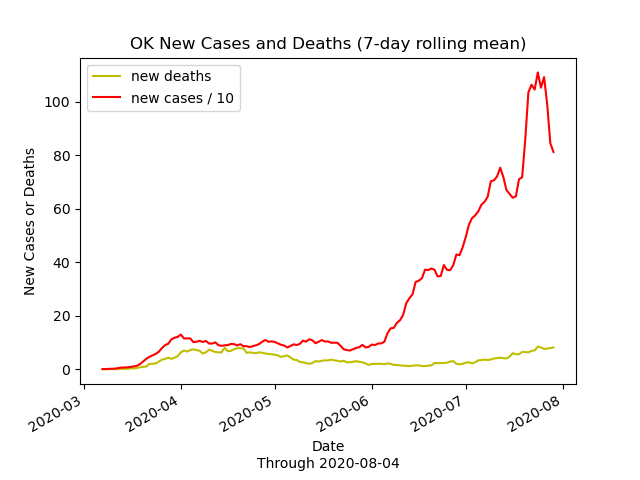 OK New Cases and Deaths (7-day rolling mean)
new deaths
new cases / 10
New Cases or Deaths
100
80
60
40
20
0
2020-03
2020-04
2020-05
2020-06
2020-07
2020-08
Date
Through 2020-08-04